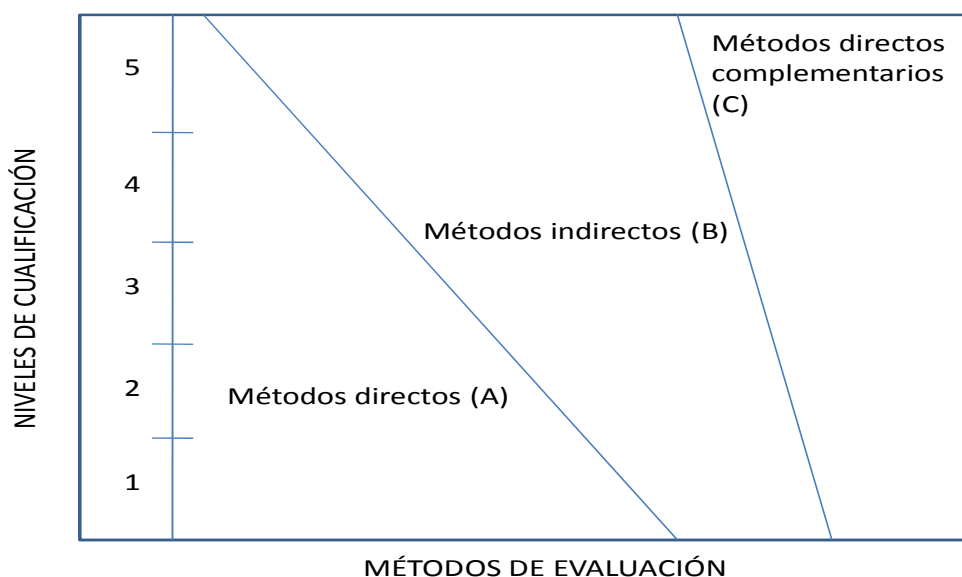 Métodos directos
complementarios
(C)
5
4
Métodos indirectos (B)
3
Métodos directos (A)
2
1
NIVELES DE CUALIFICACIÓN
MÉTODOS DE EVALUACIÓN